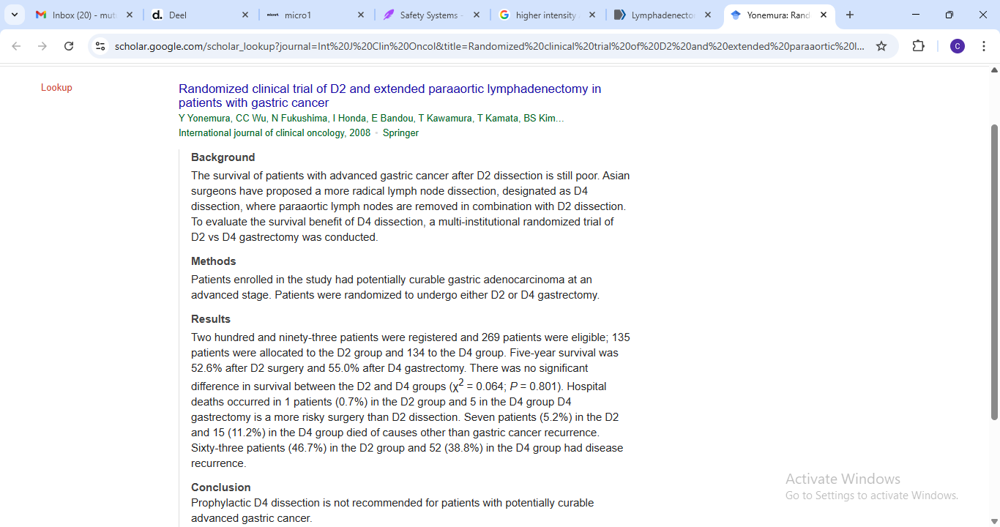 Inbox (20) - mut
Deel
micro1
Safety Systems -
higher intensity
Lymphadenecto
Yonemura: Rand
scholar.google.com/scholar_lookup?journal=Int%20J%20Clin%20Oncol&title=Randomized%20clinical%20trial%20of%20D2%20and%20extended%20paraaortic%20l...
C
Lookup
Randomized clinical trial of D2 and extended paraaortic lymphadenectomy in
patients with gastric cancer
Y Yonemura, CC Wu, N Fukushima, I Honda, E Bandou, T Kawamura, T Kamata, BS Kim…
International journal of clinical oncology, 2008 · Springer
Background
The survival of patients with advanced gastric cancer after D2 dissection is still poor. Asian
surgeons have proposed a more radical lymph node dissection, designated as D4
dissection, where paraaortic lymph nodes are removed in combination with D2 dissection.
To evaluate the survival benefit of D4 dissection, a multi-institutional randomized trial of
D2 vs D4 gastrectomy was conducted.
Methods
Patients enrolled in the study had potentially curable gastric adenocarcinoma at an
advanced stage. Patients were randomized to undergo either D2 or D4 gastrectomy.
Results
Two hundred and ninety-three patients were registered and 269 patients were eligible; 135
patients were allocated to the D2 group and 134 to the D4 group. Five-year survival was
52.6% after D2 surgery and 55.0% after D4 gastrectomy. There was no significant
difference in survival between the D2 and D4 groups (χ² = 0.064; P = 0.801). Hospital
deaths occurred in 1 patients (0.7%) in the D2 group and 5 in the D4 group D4
gastrectomy is a more risky surgery than D2 dissection. Seven patients (5.2%) in the D2
and 15 (11.2%) in the D4 group died of causes other than gastric cancer recurrence.
Sixty-three patients (46.7%) in the D2 group and 52 (38.8%) in the D4 group had disease
recurrence.
Conclusion
Prophylactic D4 dissection is not recommended for patients with potentially curable
advanced gastric cancer.
Activate Windows
Go to Settings to activate Windows.